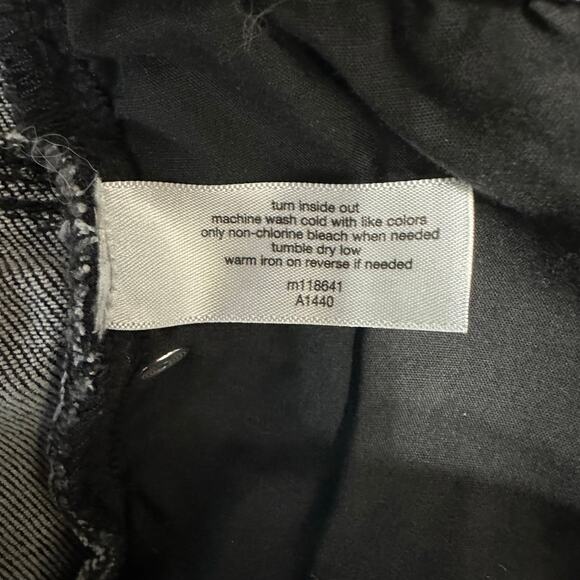 turn inside out
machine wash cold with like colors
only non-chlorine bleach when needed
tumble dry low
warm iron on reverse if needed
m118641
A1440